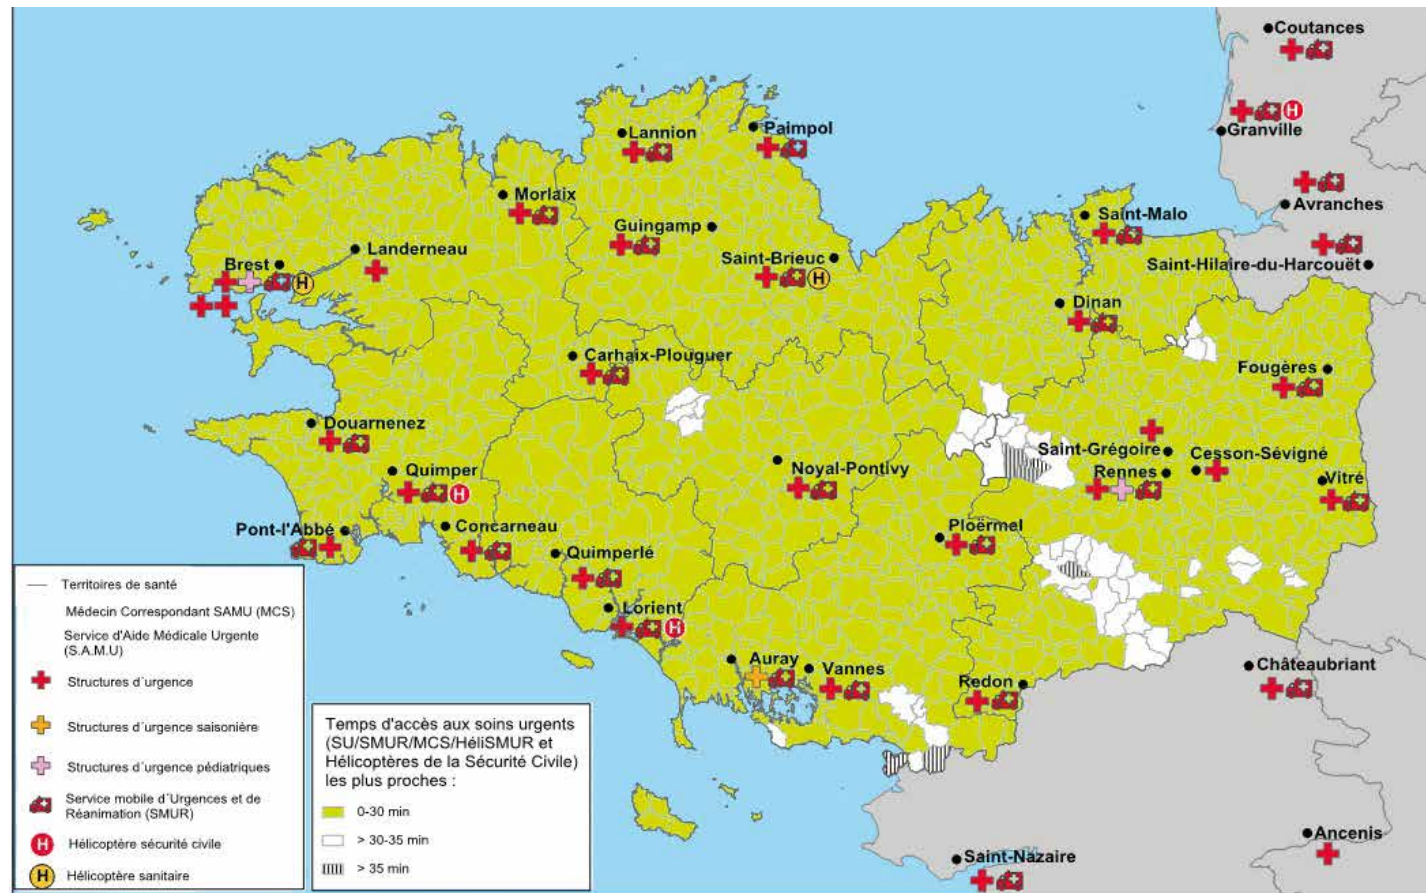 Coutances
H
Granville
Lannion
Paimpol
Morlaix
Avranches
Saint-Malo
Guingamp
Landerneau
Saint-Brieuc
Brest
Saint-Hilaire-du-Harcouët
H
H
Dinan
Carhaix-Plouguer
Fougères
Douarnenez
Saint-Grégoire
Cesson-Sévigné
Quimper
Noyal-Pontivy
Rennes
Vitré
H
Pont-l'Abbé
Concarneau
Ploërmel
Quimperlé
Lorient
H
Auray
Vannes
Redon
Châteaubriant
Ancenis
Saint-Nazaire
Territoires de santé
Médecin Correspondant SAMU (MCS)
Service d'Aide Médicale Urgente
(S.A.M.U)
Structures d´urgence
Structures d´urgence saisonière
Structures d´urgence pédiatriques
Service mobile d´Urgences et de
Réanimation (SMUR)
H Hélicoptère sécurité civile
H Hélicoptère sanitaire
Temps d'accès aux soins urgents
(SU/SMUR/MCS/HéliSMUR et
Hélicoptères de la Sécurité Civile)
les plus proches :
0-30 min
> 30-35 min
> 35 min